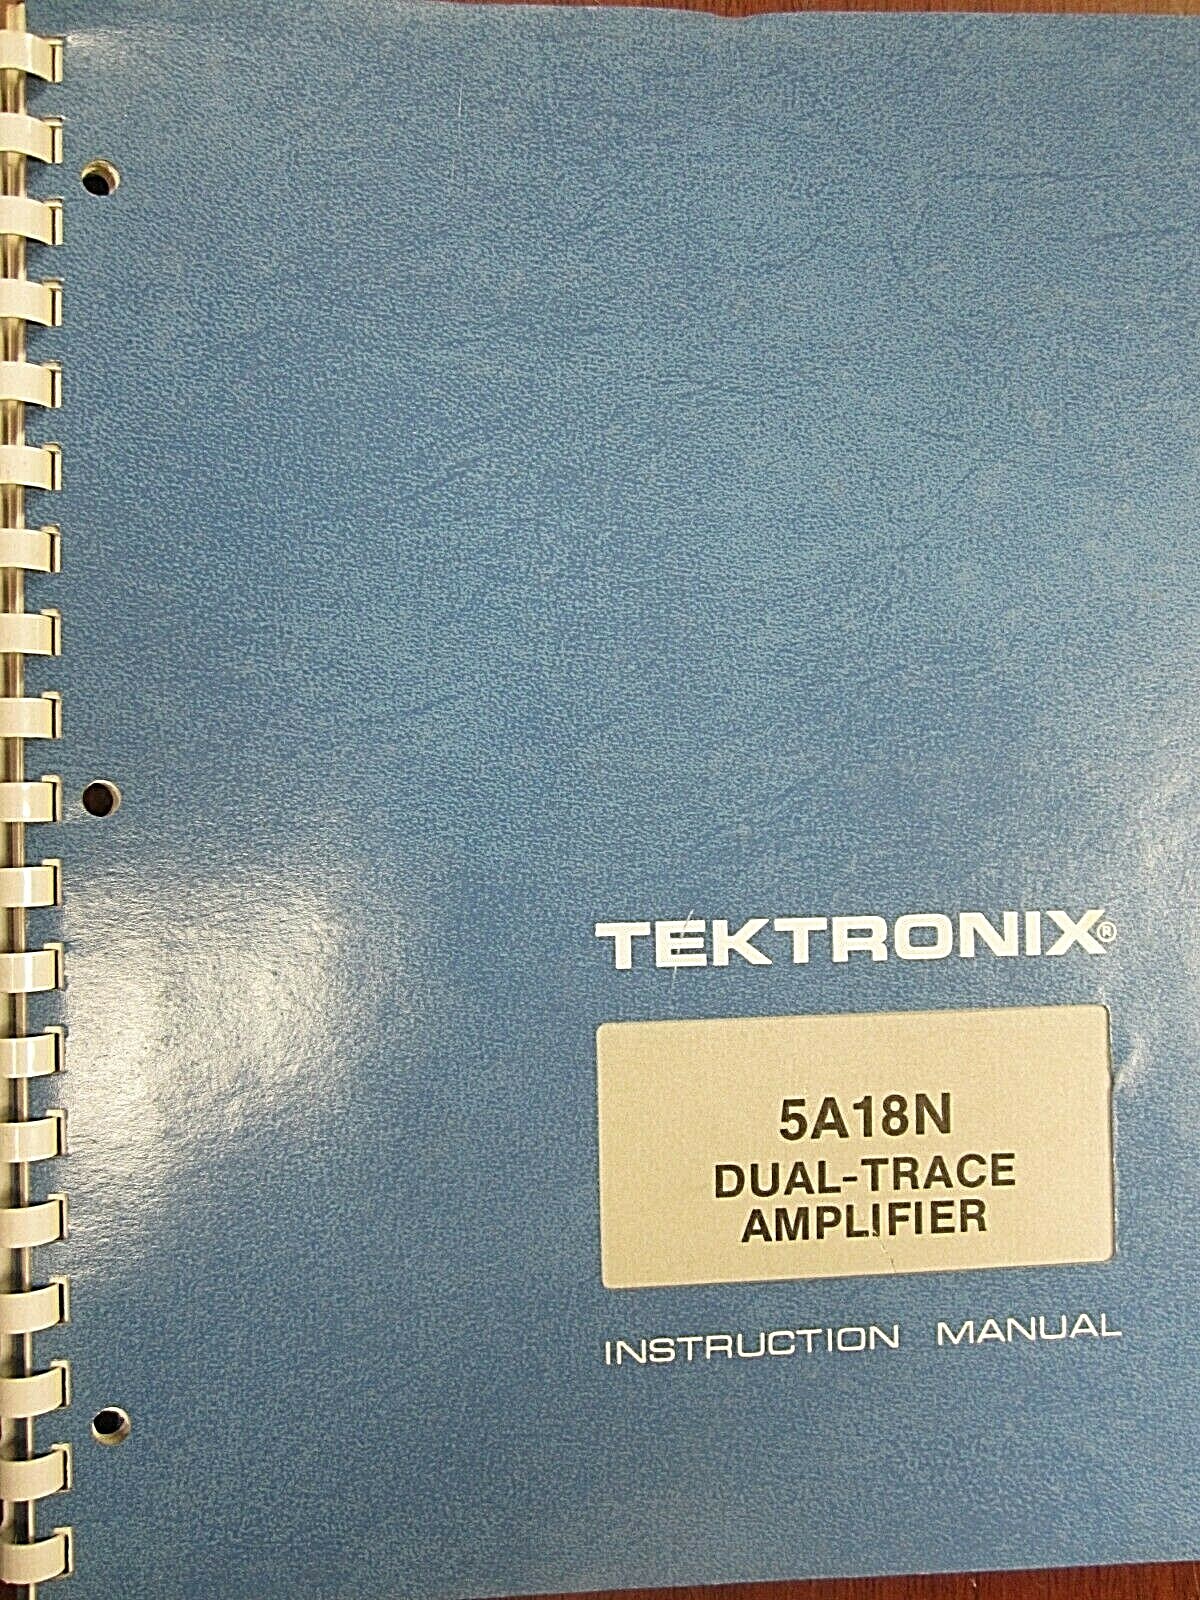 TEKTRONIX®
5A18N
DUAL-TRACE
AMPLIFIER
INSTRUCTION MANUAL